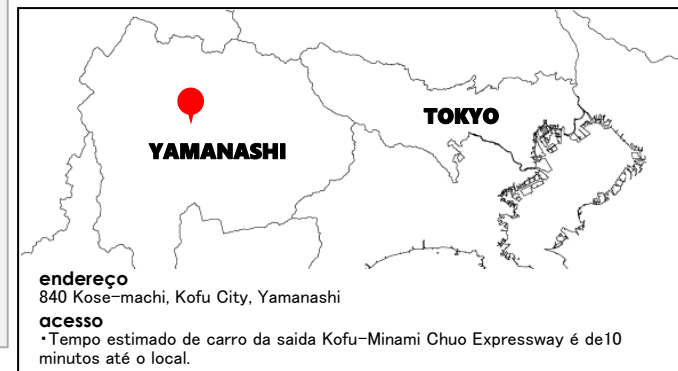 TOKYO
YAMANASHI
endereço
840 Kose-machi, Kofu City, Yamanashi
acesso
・Tempo estimado de carro da saida Kofu-Minami Chuo Expressway é de10
minutos até o local.